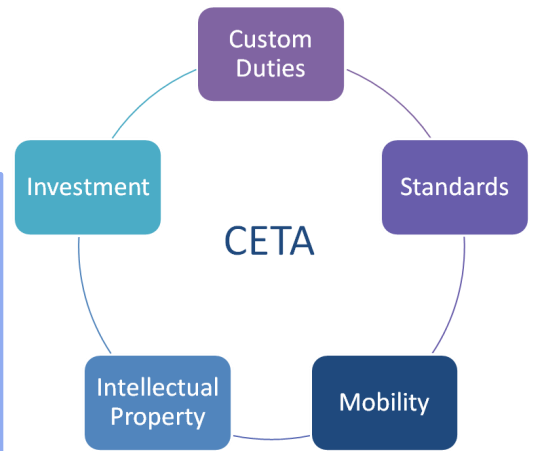 Custom
Duties
Investment
Standards
CETA
Intellectual
Property
Mobility